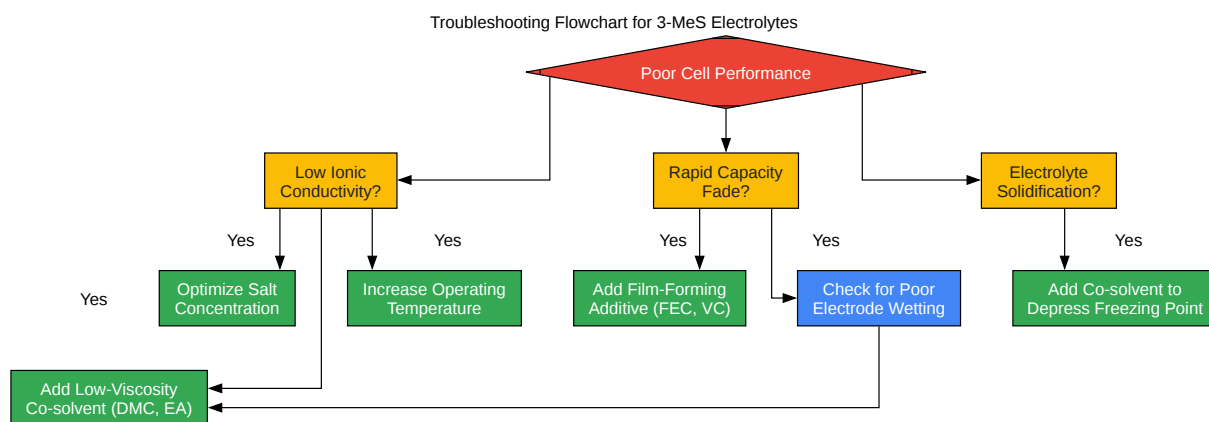 Troubleshooting Flowchart for 3-MeS Electrolytes
Poor Cell Performance
Low Ionic
Conductivity?
Rapid Capacity
Fade?
Electrolyte
Solidification?
Yes
Yes
Yes
Yes
Yes
Optimize Salt
Concentration
Increase Operating
Temperature
Add Film-Forming
Additive (FEC, VC)
Check for Poor
Electrode Wetting
Add Co-solvent to
Depress Freezing Point
Yes
Add Low-Viscosity
Co-solvent (DMC, EA)